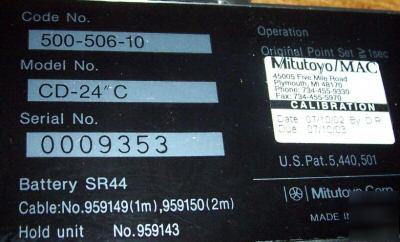 Code No.
500-506-10
Model No.
CD-24"C
Serial No.
0009353
Battery SR44
Cable:No.959149(1m),959150(2m)
Hold unit No.959143
Operation
Original Point Set ≧1sec
Mitutoyo/MAC
45005 Five Mile Road
Plymouth, MI 48170
Phone: 734-455-9330
Fax: 734-455-5970
CALIBRATION
Date 07/10/02 By D.R.
Due 07/10/03
U.S.Pat.5,440,501
Mitutoyo Corp.
MADE IN